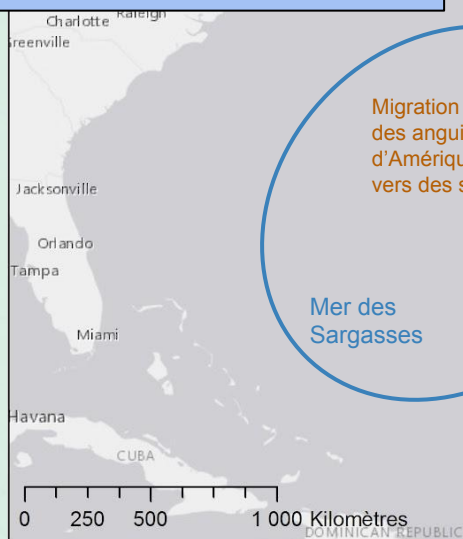 Charlotte
Raleigh
Greenville
Migration
des angui
d'Amériqu
vers des s
Jacksonville
Orlando
Tampa
Mer des
Sargasses
Miami
Havana
CUBA
0 250 500 1 000 Kilomètres
DOMINICAN REPUBLIC